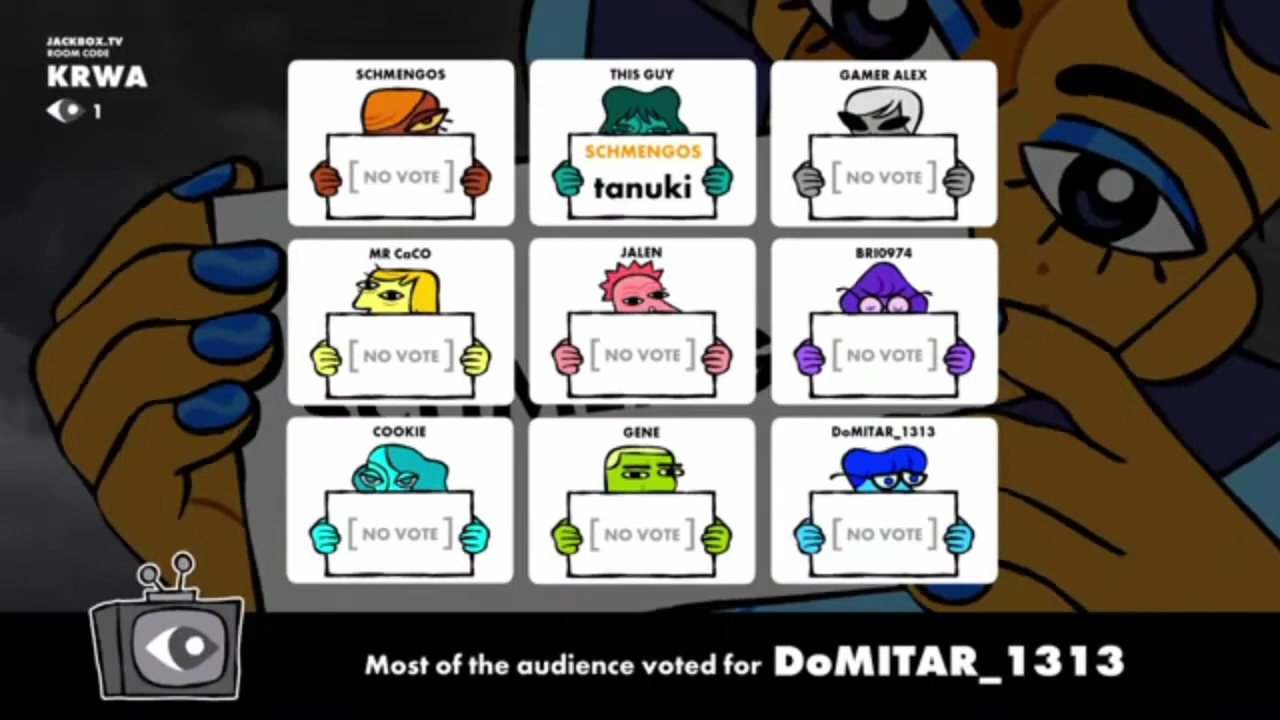 JACKBOX.TV
ROOM CODE
KRWA
1
SCHMENGOS
[NO VOTE]
THIS GUY
SCHMENGOS
tanuki
GAMER ALEX
[NO VOTE]
MR CaCO
[NO VOTE]
JALEN
[NO VOTE]
BRI0974
[NO VOTE]
COOKIE
[NO VOTE]
GENE
[NO VOTE]
DoMITAR_1313
[NO VOTE]
Most of the audience voted for DoMITAR_1313